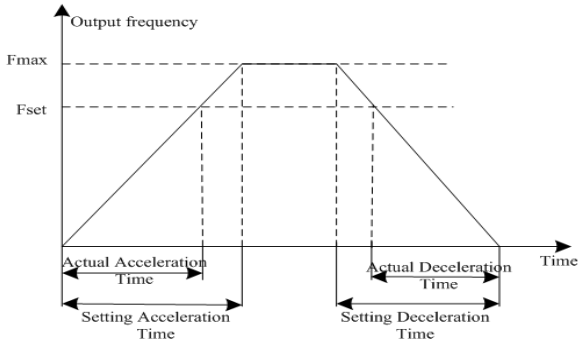 Output frequency
Fmax
Fset
Time
Actual Acceleration
Time
Actual Deceleration
Time
Setting Acceleration
Time
Setting Deceleration
Time